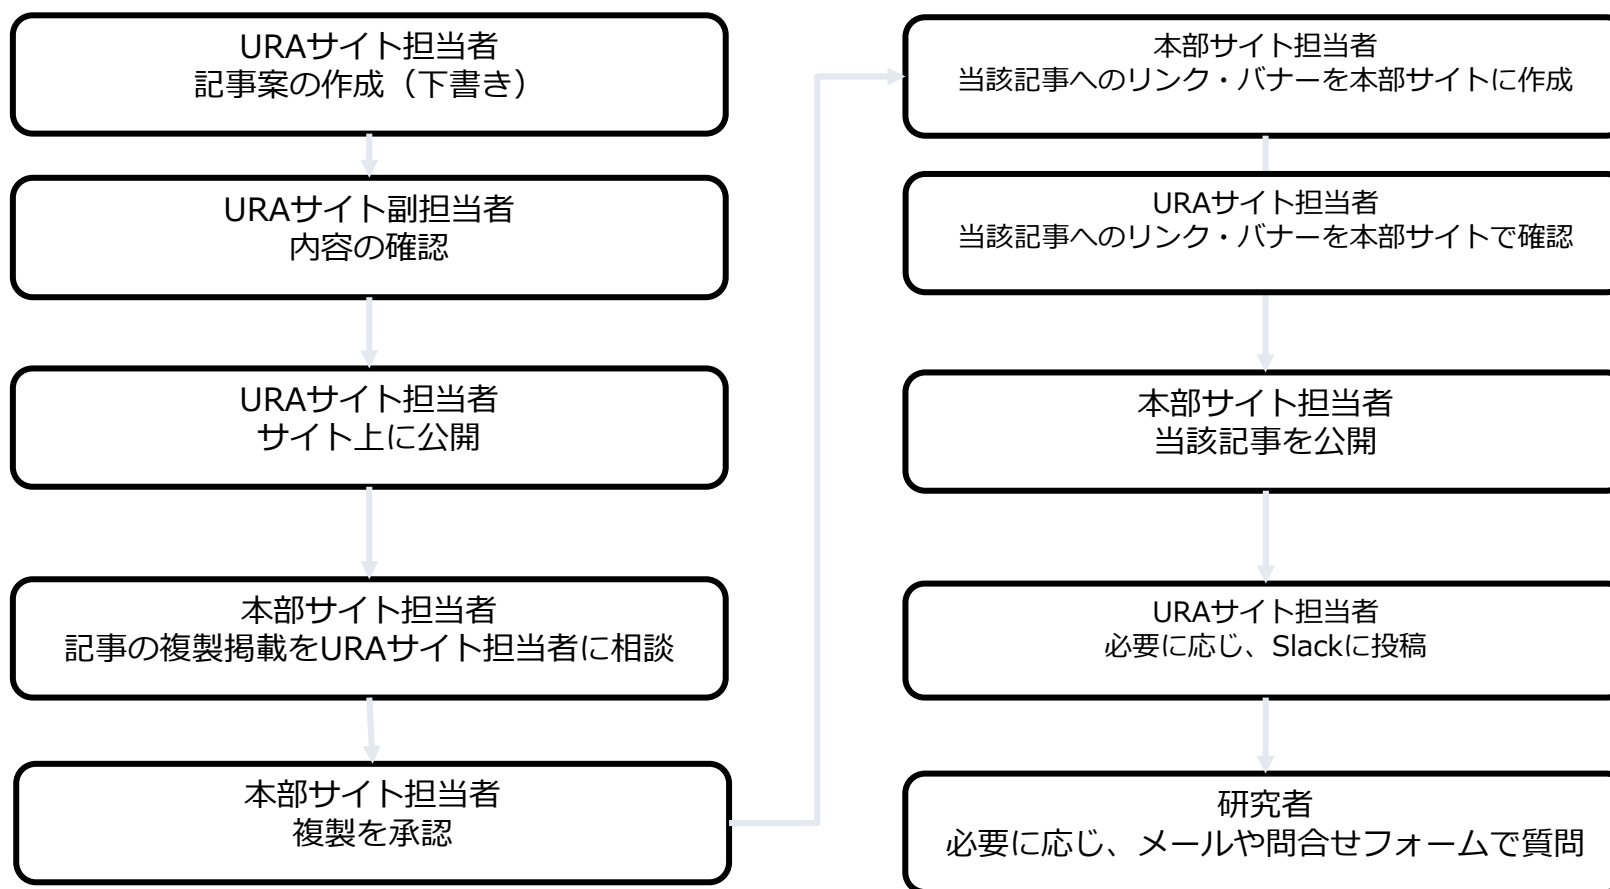 URAサイト担当者
記事案の作成（下書き）
URAサイト副担当者
内容の確認
URAサイト担当者
サイト上に公開
本部サイト担当者
記事の複製掲載をURAサイト担当者に相談
本部サイト担当者
複製を承認
本部サイト担当者
当該記事へのリンク・バナーを本部サイトに作成
URAサイト担当者
当該記事へのリンク・バナーを本部サイトで確認
本部サイト担当者
当該記事を公開
URAサイト担当者
必要に応じ、Slackに投稿
研究者
必要に応じ、メールや問合せフォームで質問